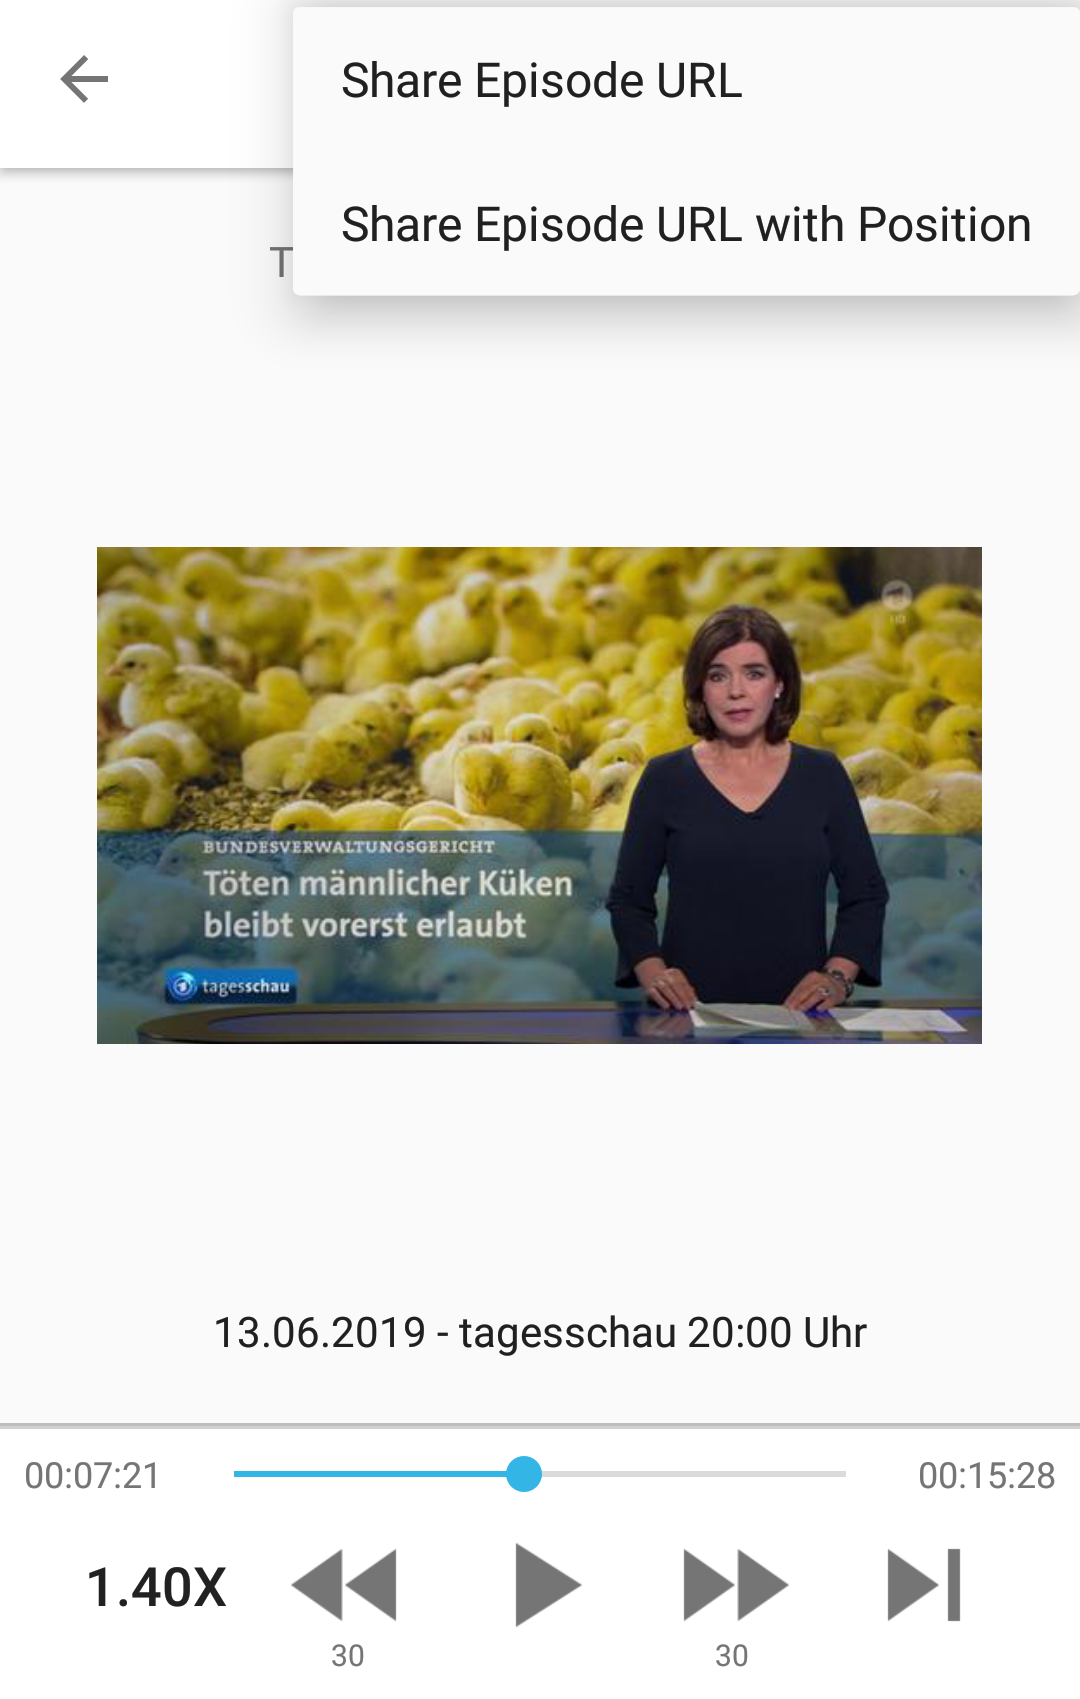 Share Episode URL
Share Episode URL with Position
T
HD
BUNDESVERWALTUNGSGERICHT
Töten männlicher Küken
bleibt vorerst erlaubt
tagesschau
13.06.2019 - tagesschau 20:00 Uhr
00:07:21
00:15:28
1.40X
30
30